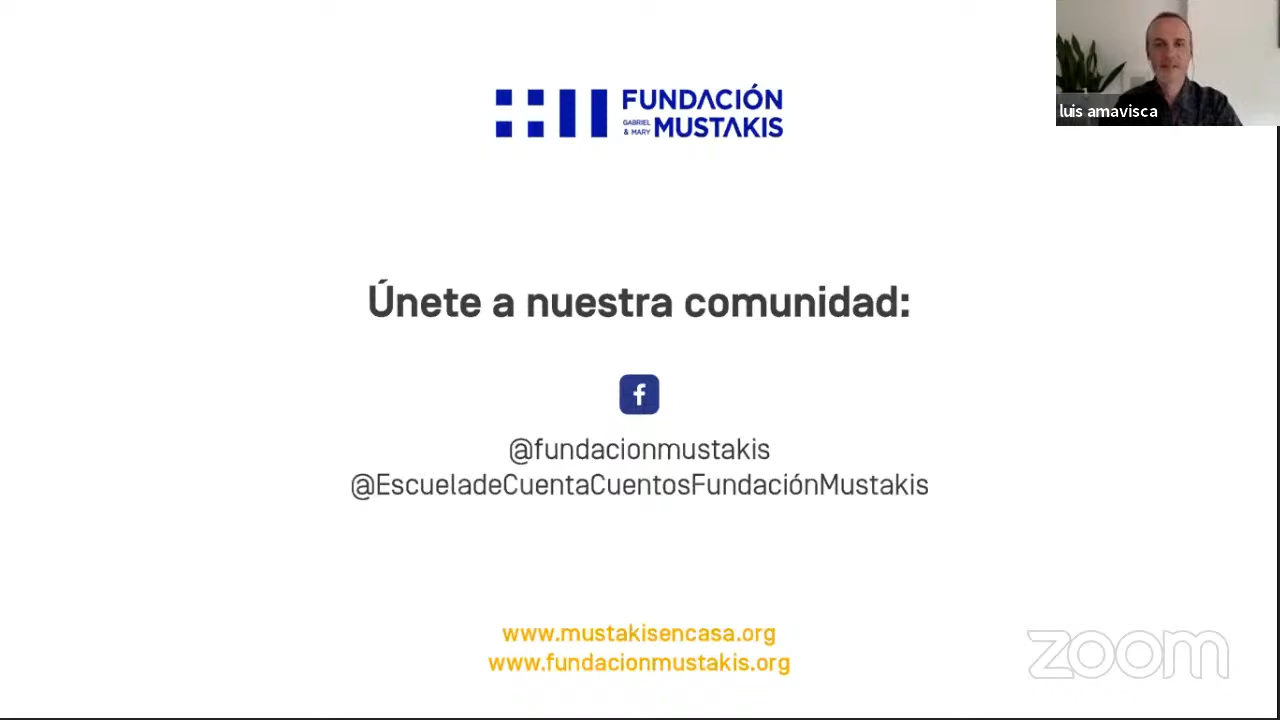 FUNDACIÓN
GABRIEL
& MARY MUSTAKIS
luis amavisca
Únete a nuestra comunidad:
f
@fundacionmustakis
@EscueladeCuentaCuentosFundaciónMustakis
www.mustakisencasa.org
www.fundacionmustakis.org
zoom